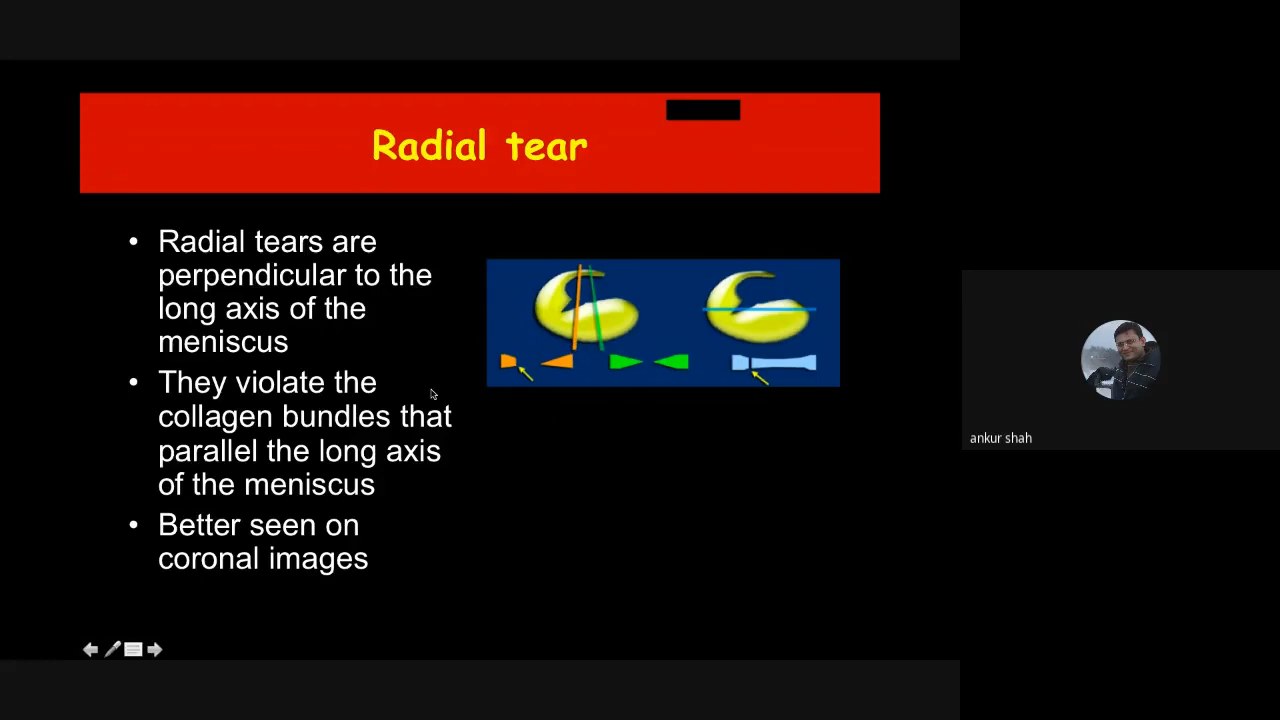 Radial tear
• Radial tears are
perpendicular to the
long axis of the
meniscus
• They violate the
collagen bundles that
parallel the long axis
of the meniscus
• Better seen on
coronal images
ankur shah